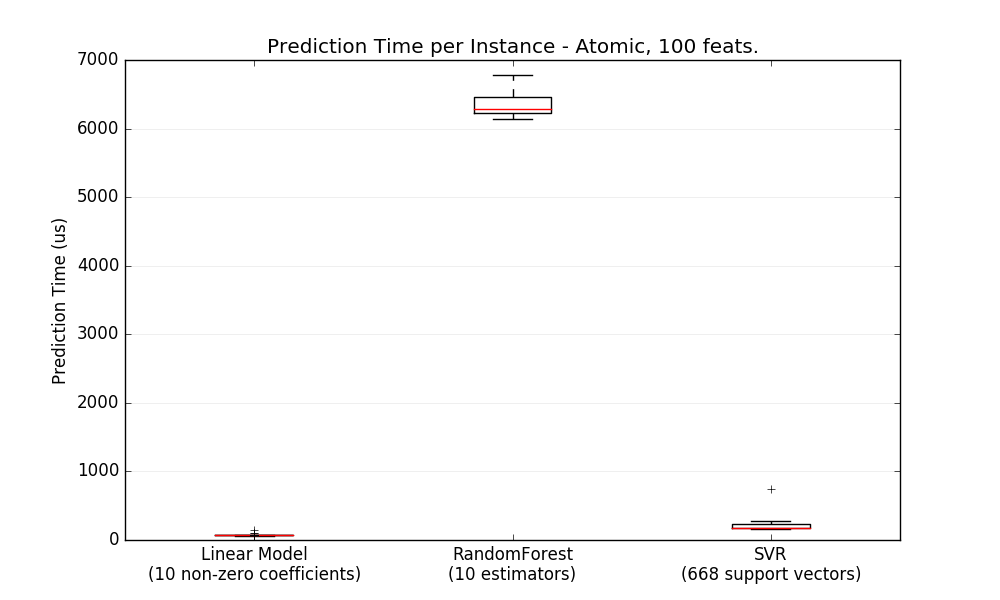 Prediction Time per Instance - Atomic, 100 feats.
7000
6000
5000
4000
3000
2000
1000
0
Prediction Time (us)
Linear Model
(10 non-zero coefficients)
RandomForest
(10 estimators)
SVR
(668 support vectors)